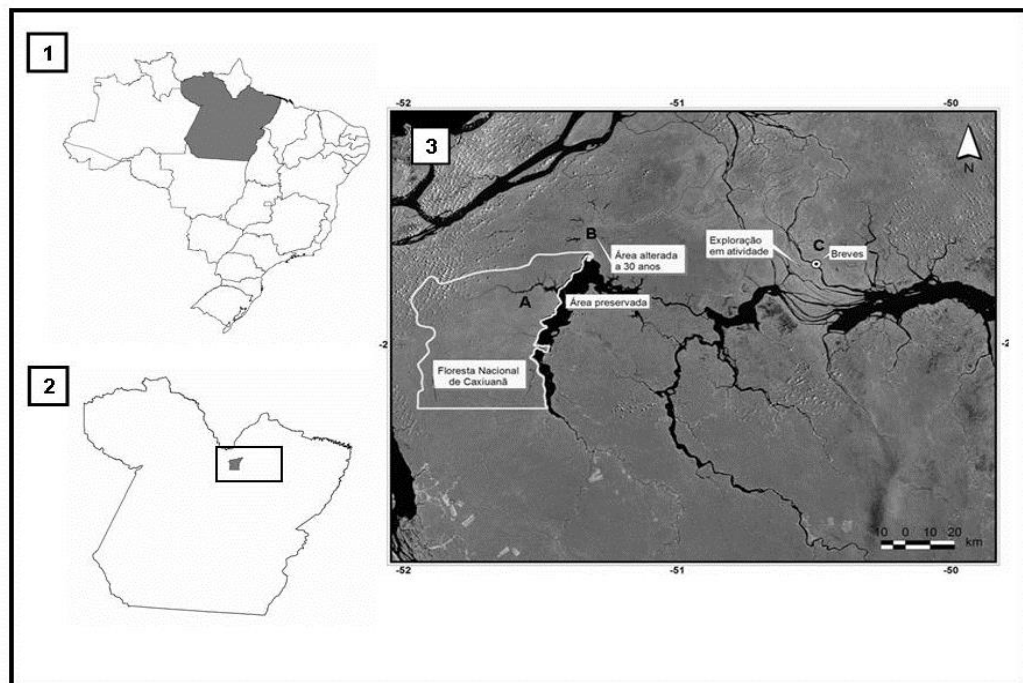 1
2
3
-52
-51
-50
N
B
C
Exploração
em atividade
Breves
Área alterada
a 30 anos
A
Área preservada
-2
-2
Floresta Nacional
de Caxiuanã
10 0 10 20
km
-52
-51
-50